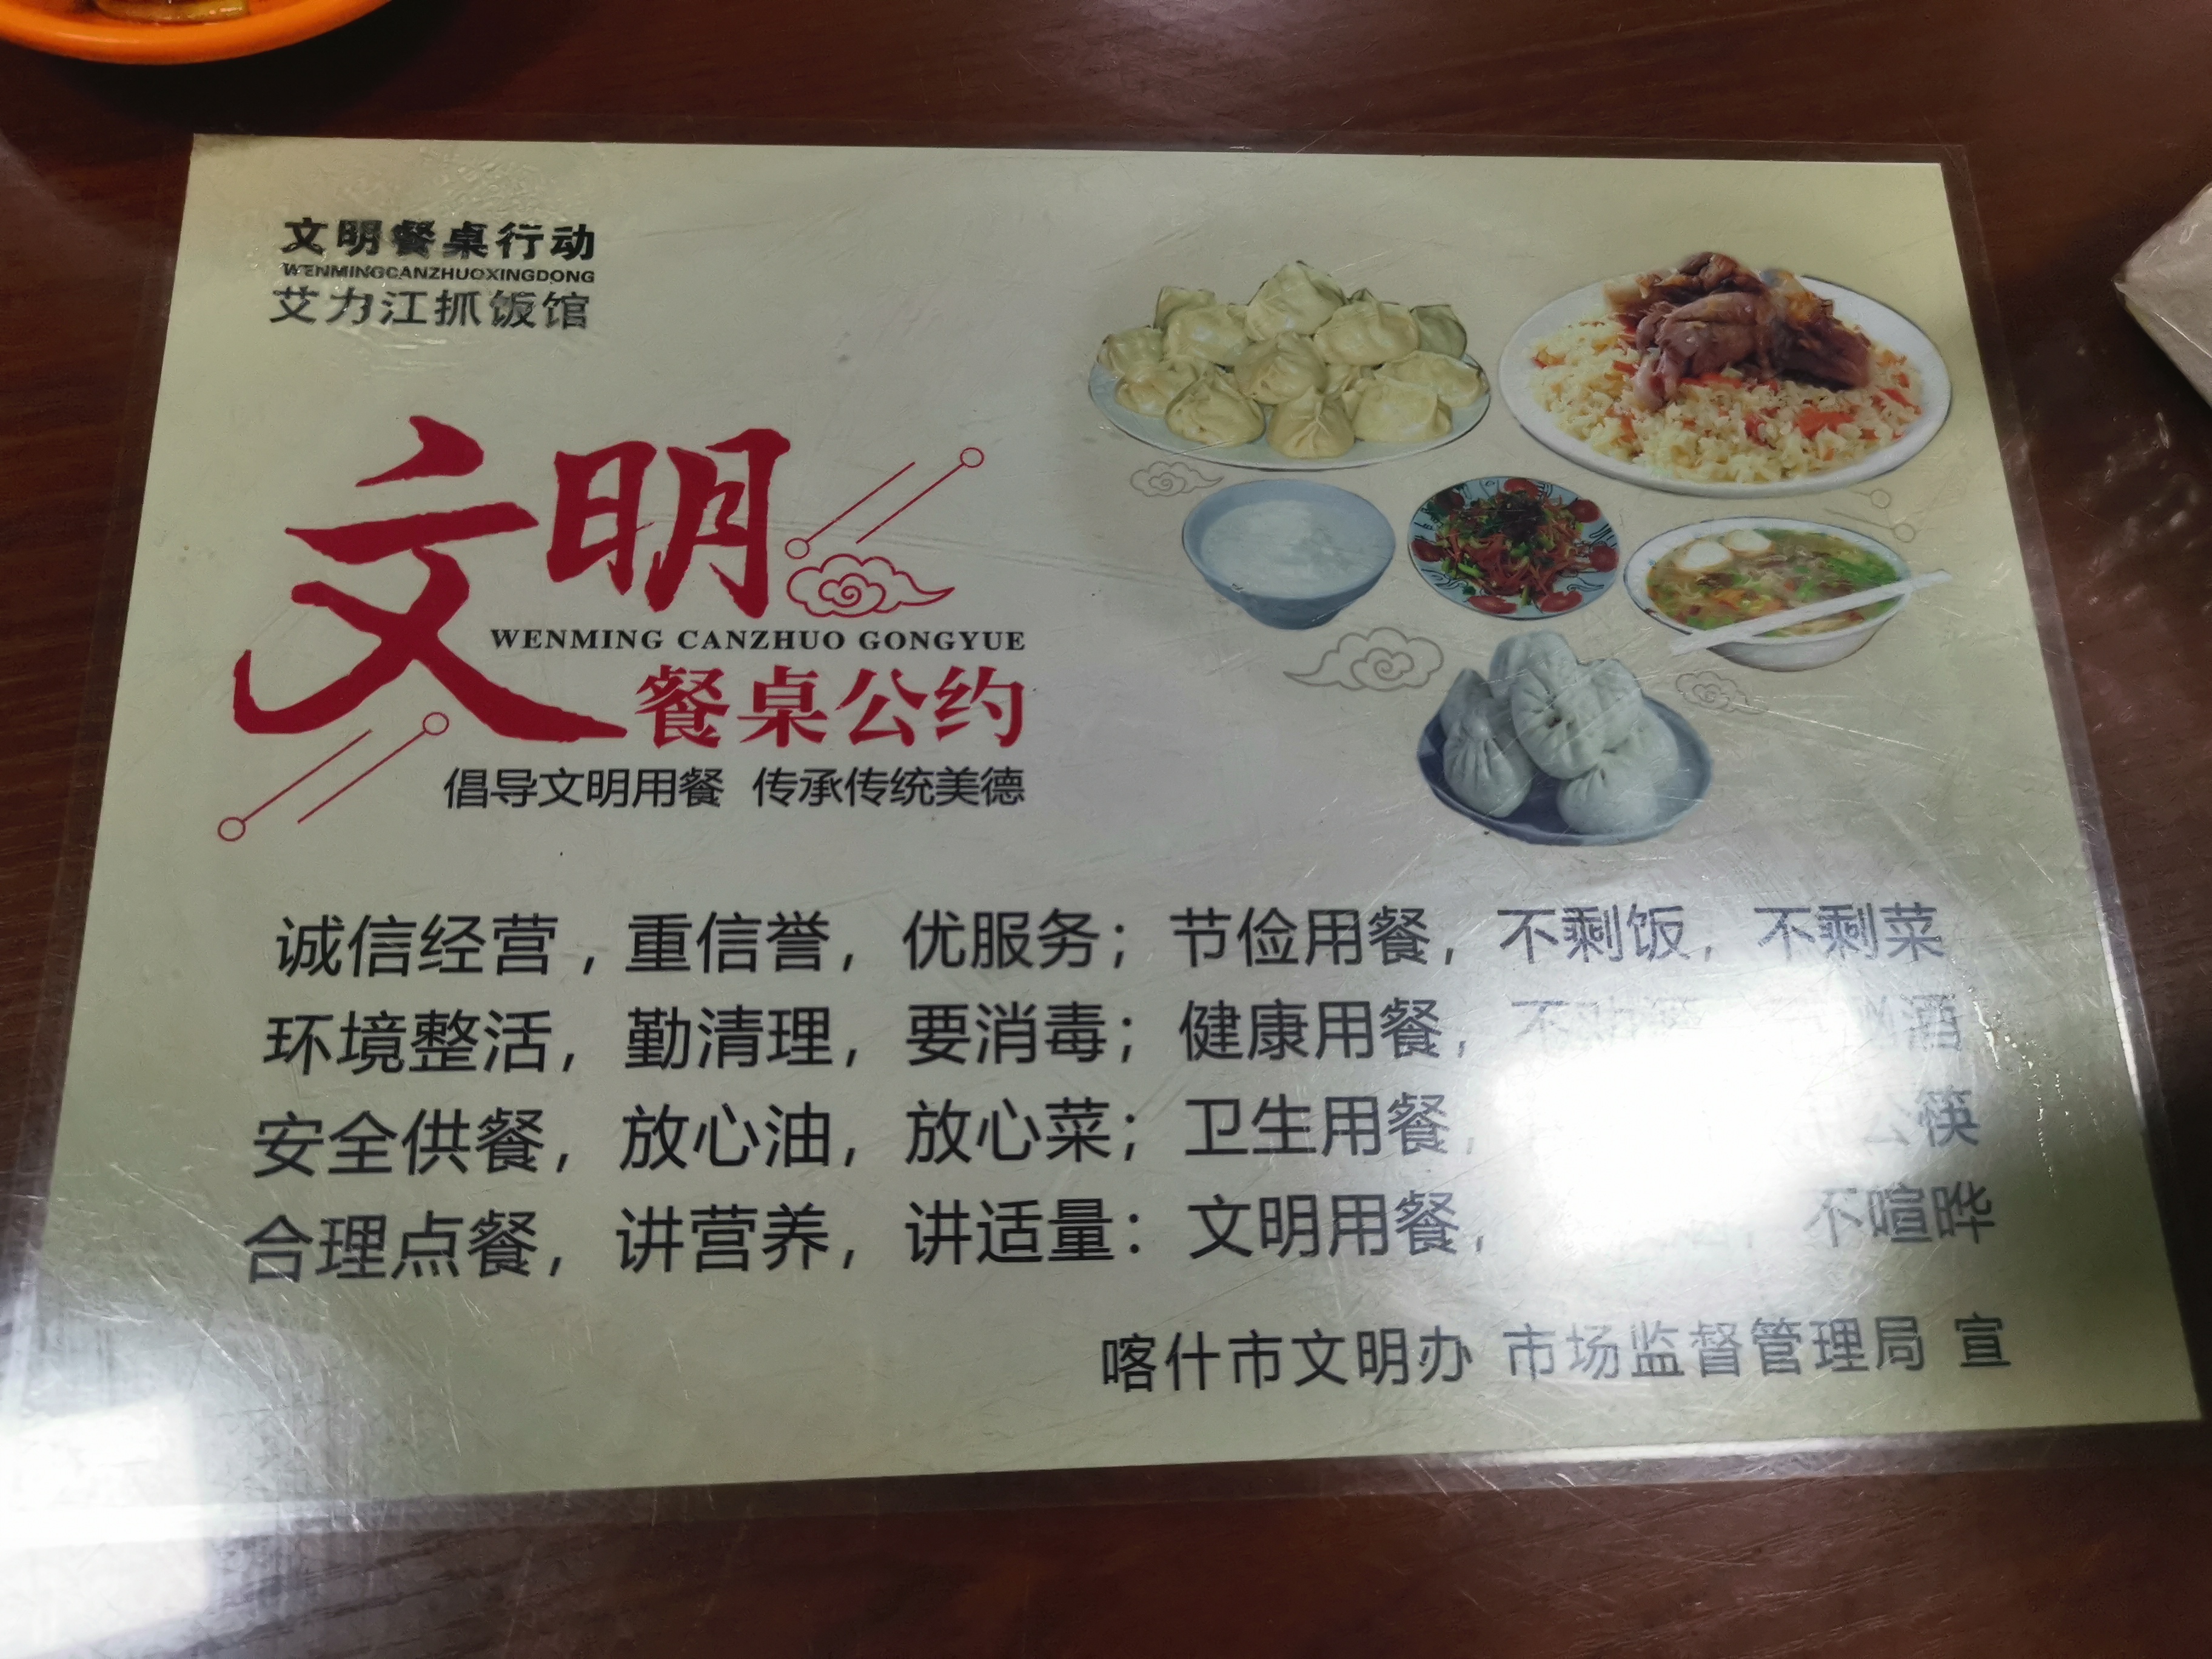 文明餐桌行动
WENMINGCANZHUOXINGDONG
艾力江抓饭馆
文明
WENMING CANZHUO GONGYUE
餐桌公约
倡导文明用餐 传承传统美德
诚信经营，重信誉，优服务；节俭用餐，不剩饭，不剩菜
环境整活，勤清理，要消毒；健康用餐，酒
安全供餐，放心油，放心菜；卫生用餐，公筷
合理点餐，讲营养，讲适量：文明用餐，不喧哗
喀什市文明办 市场监督管理局 宣